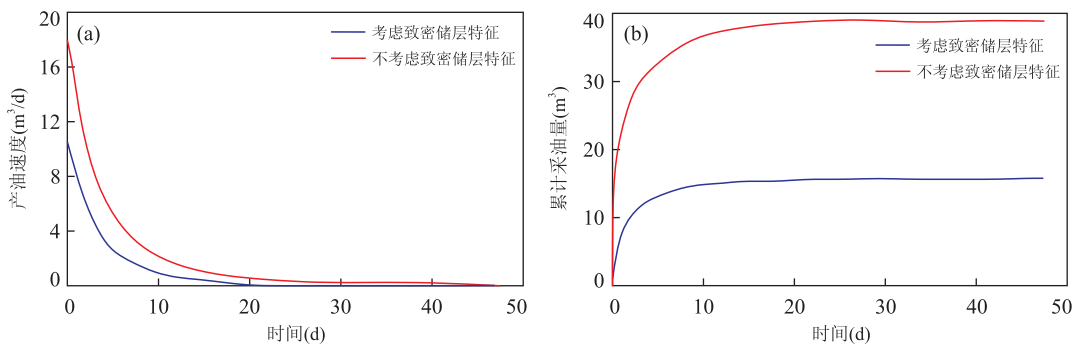 (a)
考虑致密储层特征
不考虑致密储层特征
产油速度(m³/d)
20
16
12
8
4
0
0 10 20 30 40 50
时间(d)
(b)
考虑致密储层特征
不考虑致密储层特征
累计采油量(m³)
40
30
20
10
0
0 10 20 30 40 50
时间(d)